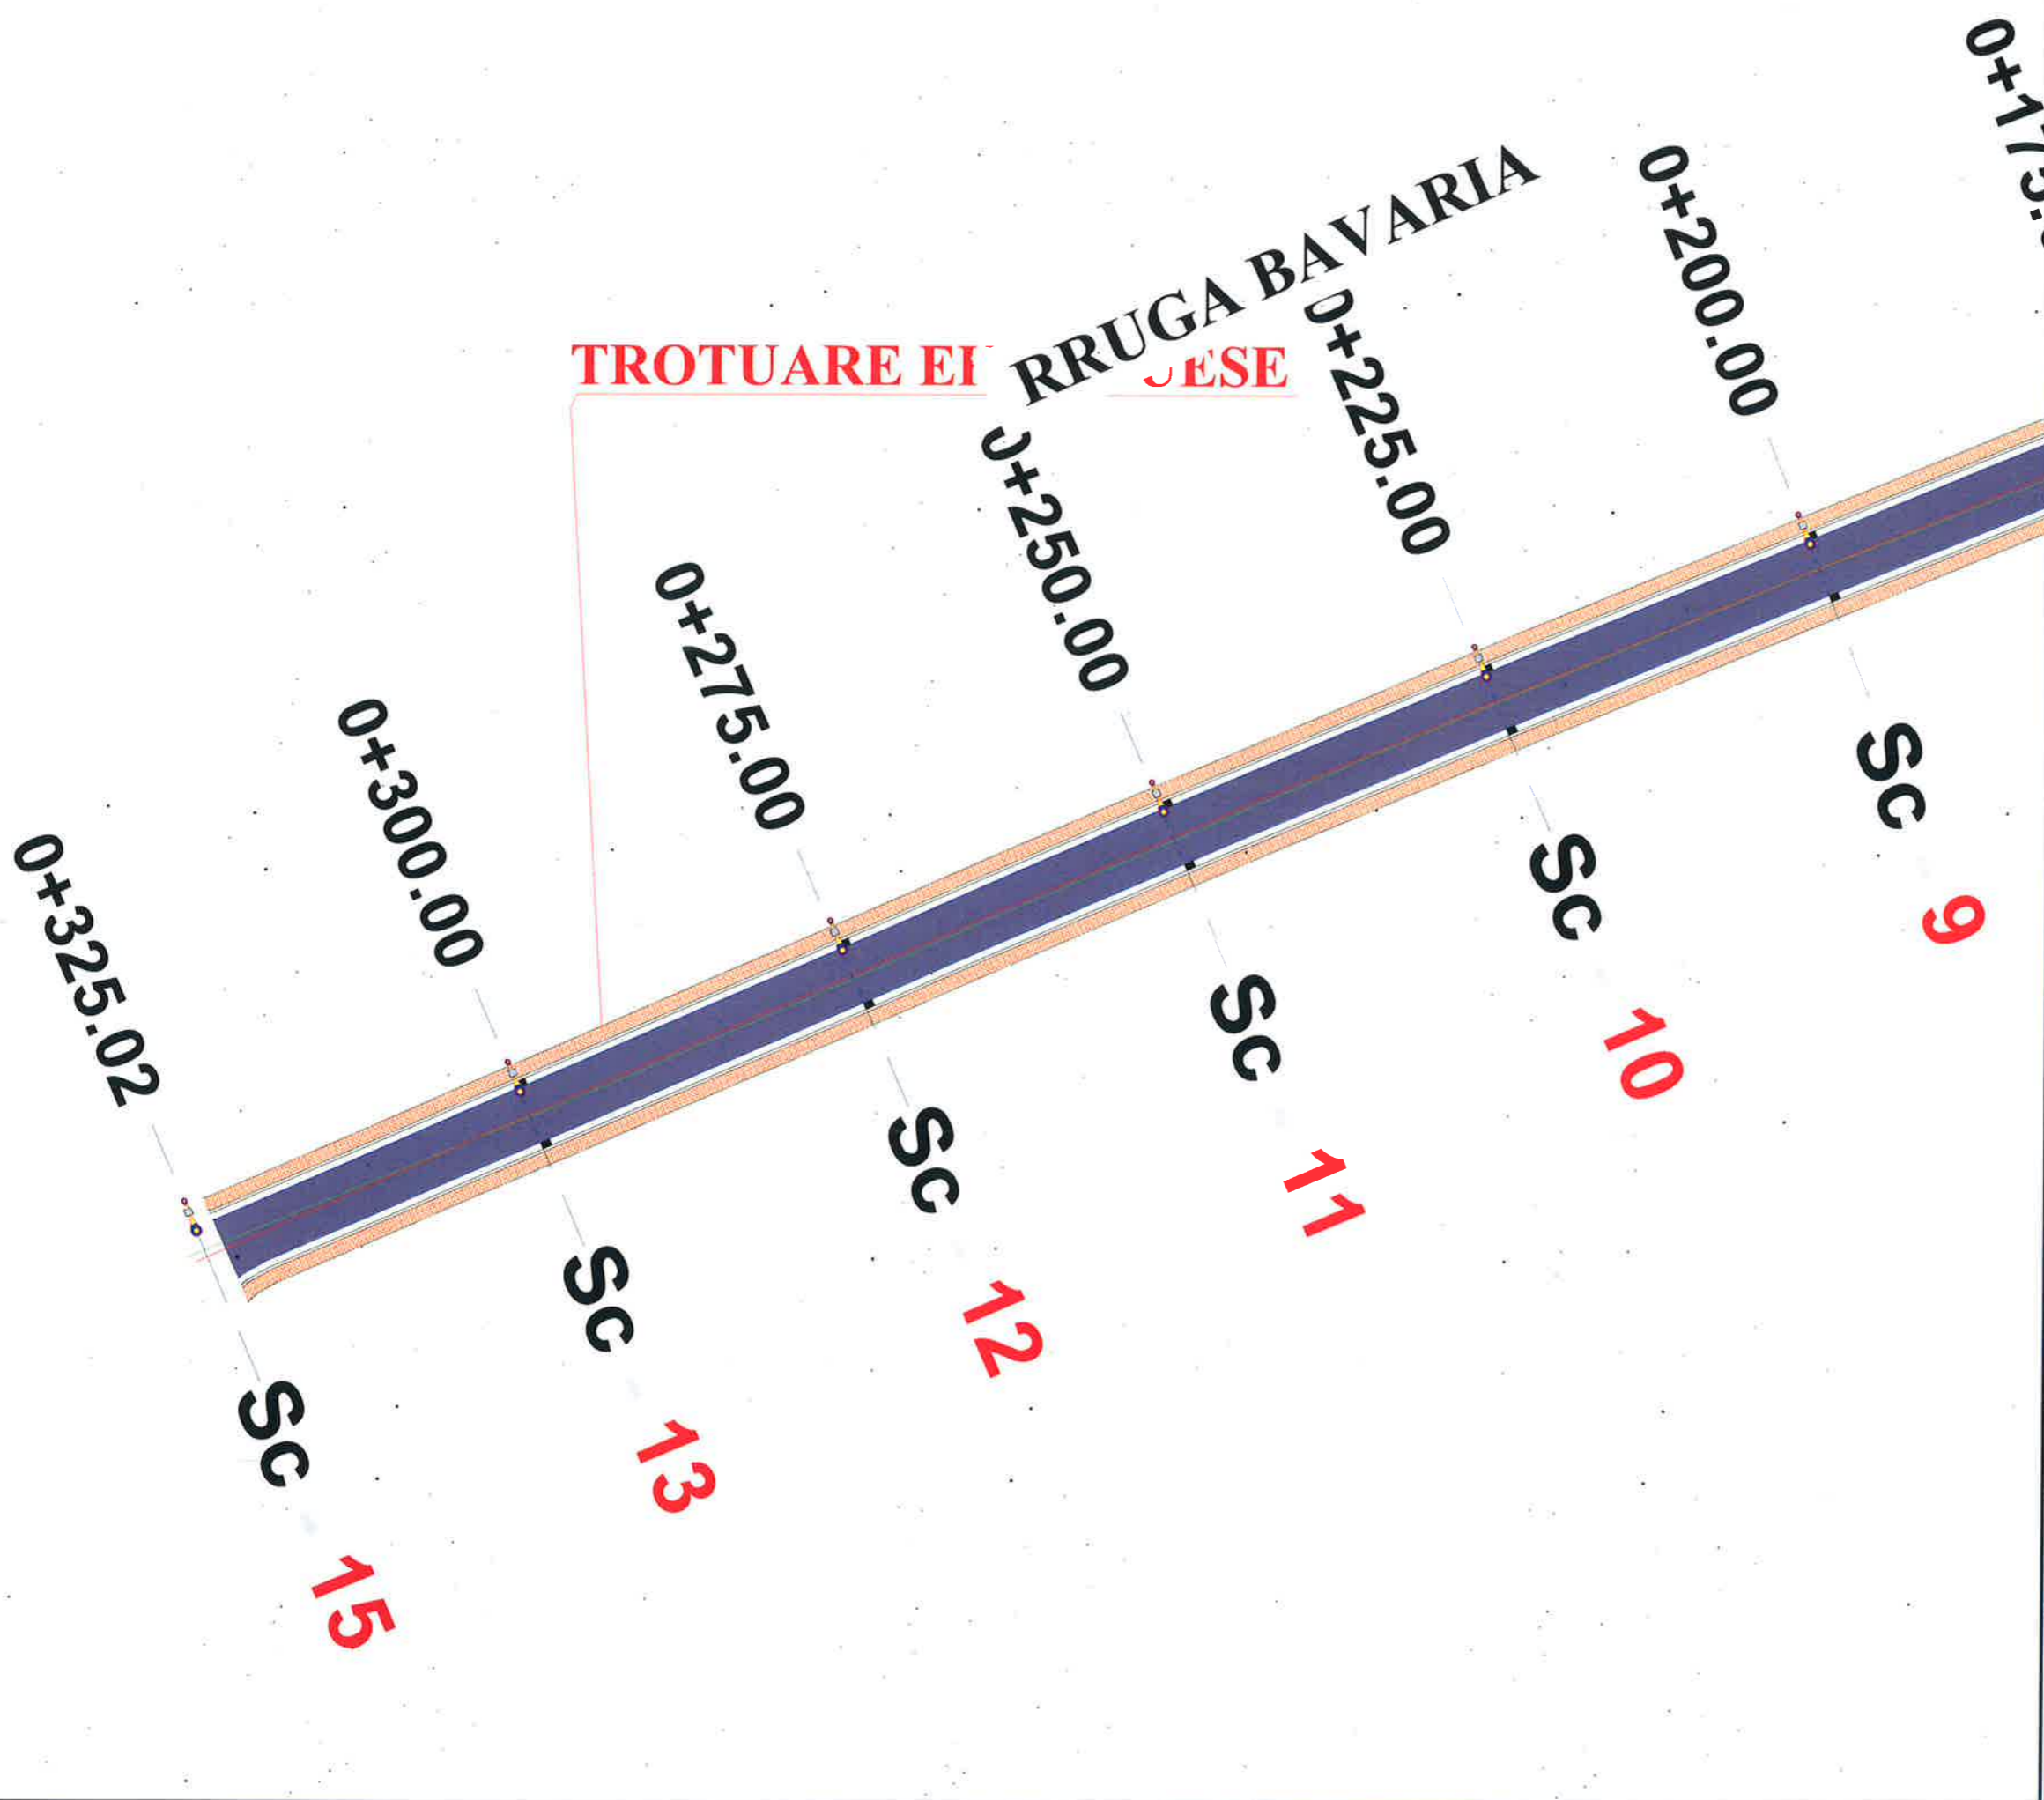 RRUGA BAVARIA
TROTUARE
0+200.00
0+225.00
0+250.00
0+275.00
0+300.00
0+325.02
Sc 9
Sc 10
Sc 11
Sc 12
Sc 13
Sc 15